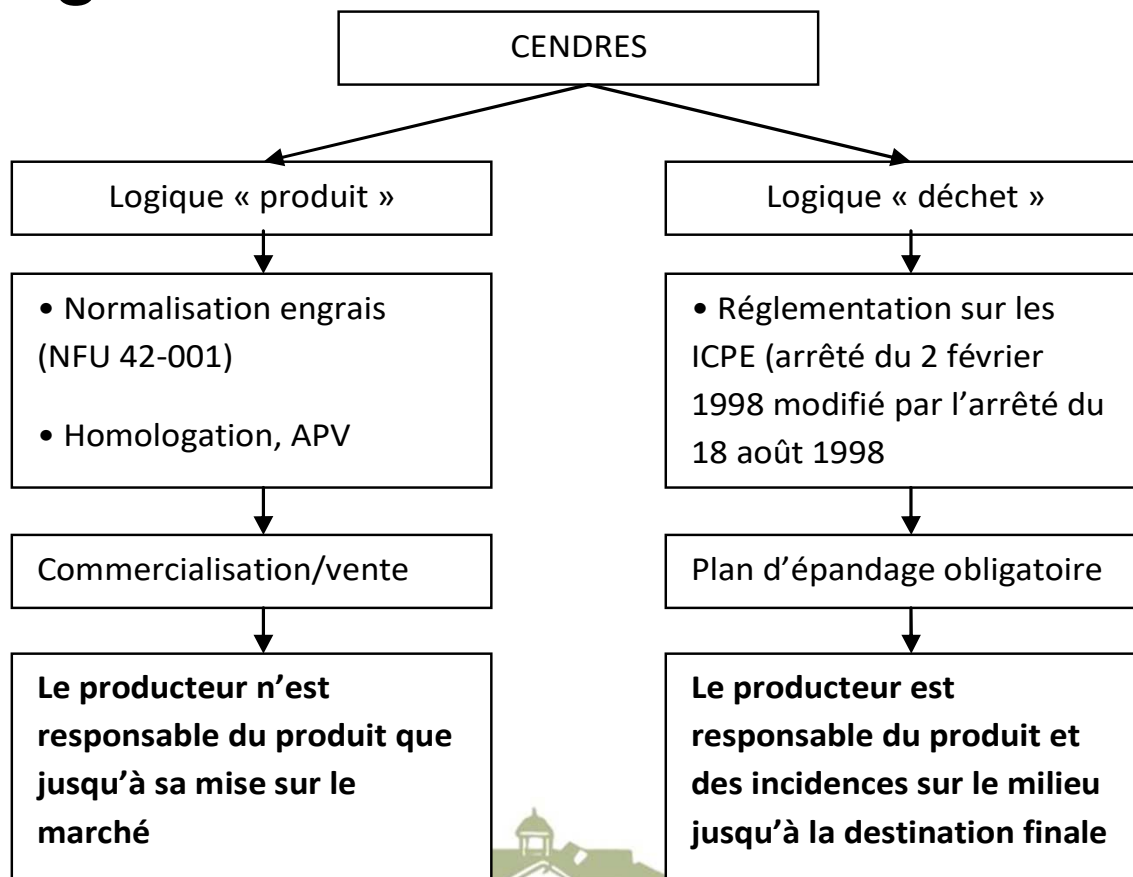 CENDRES
Logique « produit »
Logique « déchet »
• Normalisation engrais
(NFU 42-001)
• Homologation, APV
• Réglementation sur les
ICPE (arrêté du 2 février
1998 modifié par l’arrêté du
18 août 1998
Commercialisation/vente
Plan d’épandage obligatoire
Le producteur n’est
responsable du produit que
jusqu’à sa mise sur le
marché
Le producteur est
responsable du produit et
des incidences sur le milieu
jusqu’à la destination finale